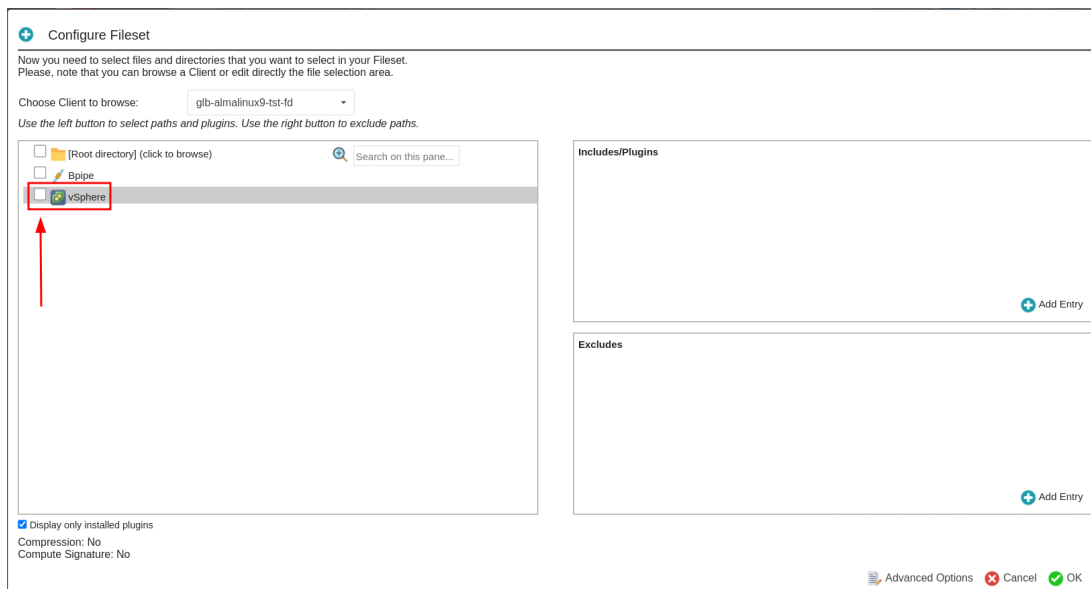 Configure Fileset
Now you need to select files and directories that you want to select in your Fileset.
Please, note that you can browse a Client or edit directly the file selection area.
Choose Client to browse:
glb-almalinux9-tst-fd
Use the left button to select paths and plugins. Use the right button to exclude paths.
[Root directory] (click to browse)
Search on this pane...
Bpipe
vSphere
Includes/Plugins
Add Entry
Excludes
Add Entry
Display only installed plugins
Compression: No
Compute Signature: No
Advanced Options
Cancel
OK